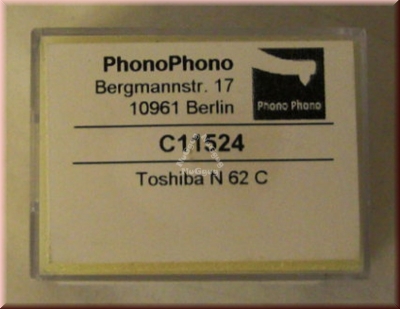 PhonoPhono
Bergmannstr. 17
10961 Berlin
Phono Phono
C11524
Toshiba N 62 C